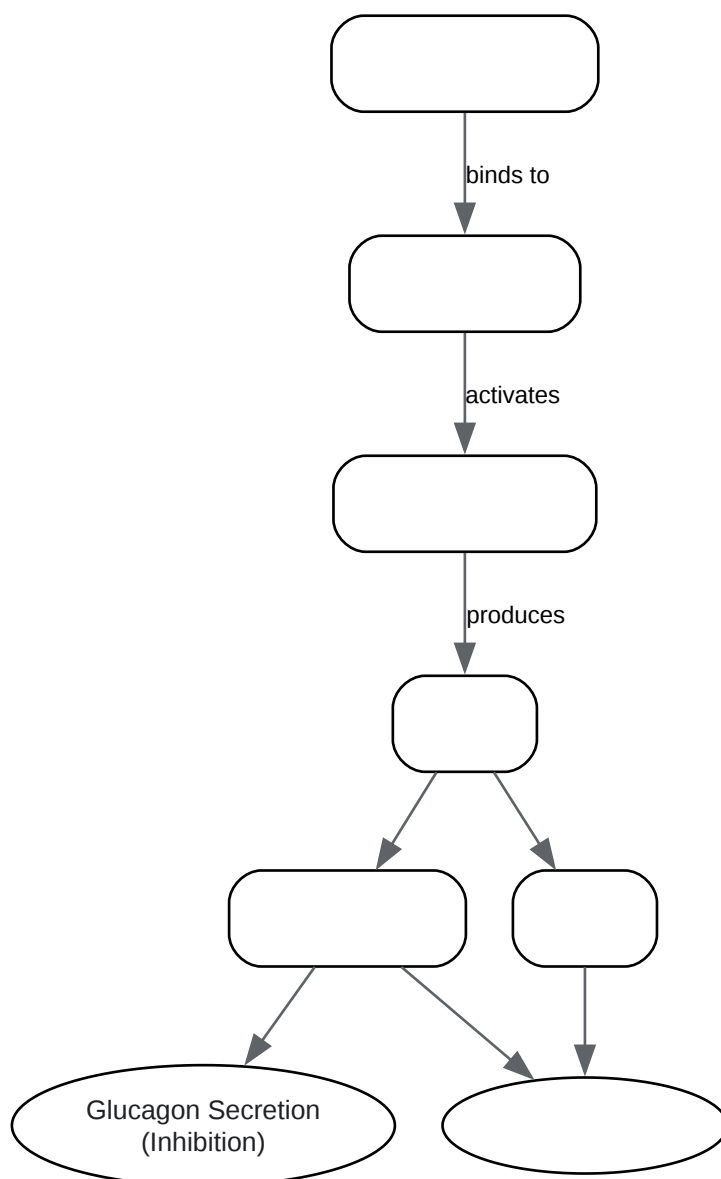 binds to
activates
produces
Glucagon Secretion
(Inhibition)